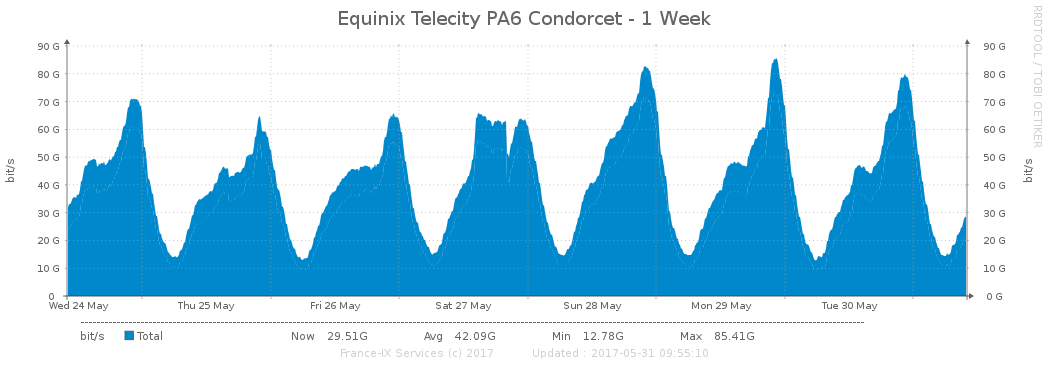 Equinix Telecity PA6 Condorcet - 1 Week
RRDTOOL / TOBI OETIKER
bit/s
90 G 90 G
80 G 80 G
70 G 70 G
60 G 60 G
50 G 50 G
40 G 40 G
30 G 30 G
20 G 20 G
10 G 10 G
0 0 G
bit/s
Wed 24 May Thu 25 May Fri 26 May Sat 27 May Sun 28 May Mon 29 May Tue 30 May
bit/s Total Now 29.51G Avg 42.09G Min 12.78G Max 85.41G
France-IX Services (c) 2017 Updated : 2017-05-31 09:55:10